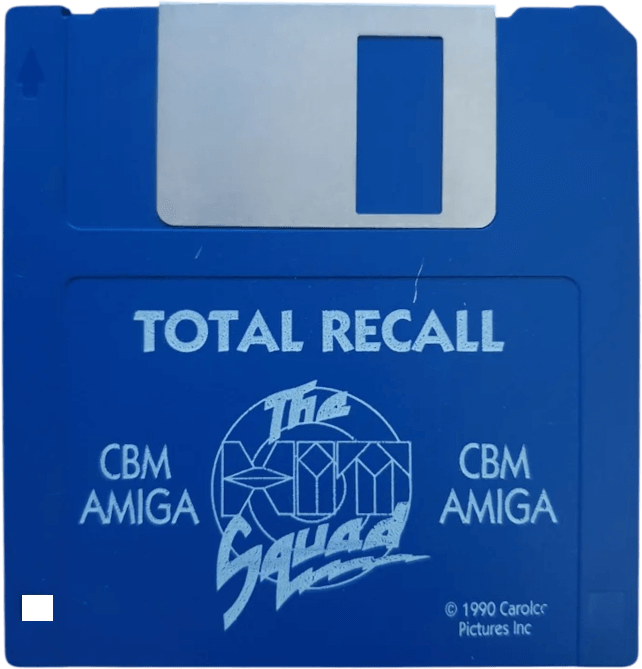 TOTAL RECALL
The
Hit
Squad
CBM
AMIGA
CBM
AMIGA
© 1990 Carolco
Pictures Inc